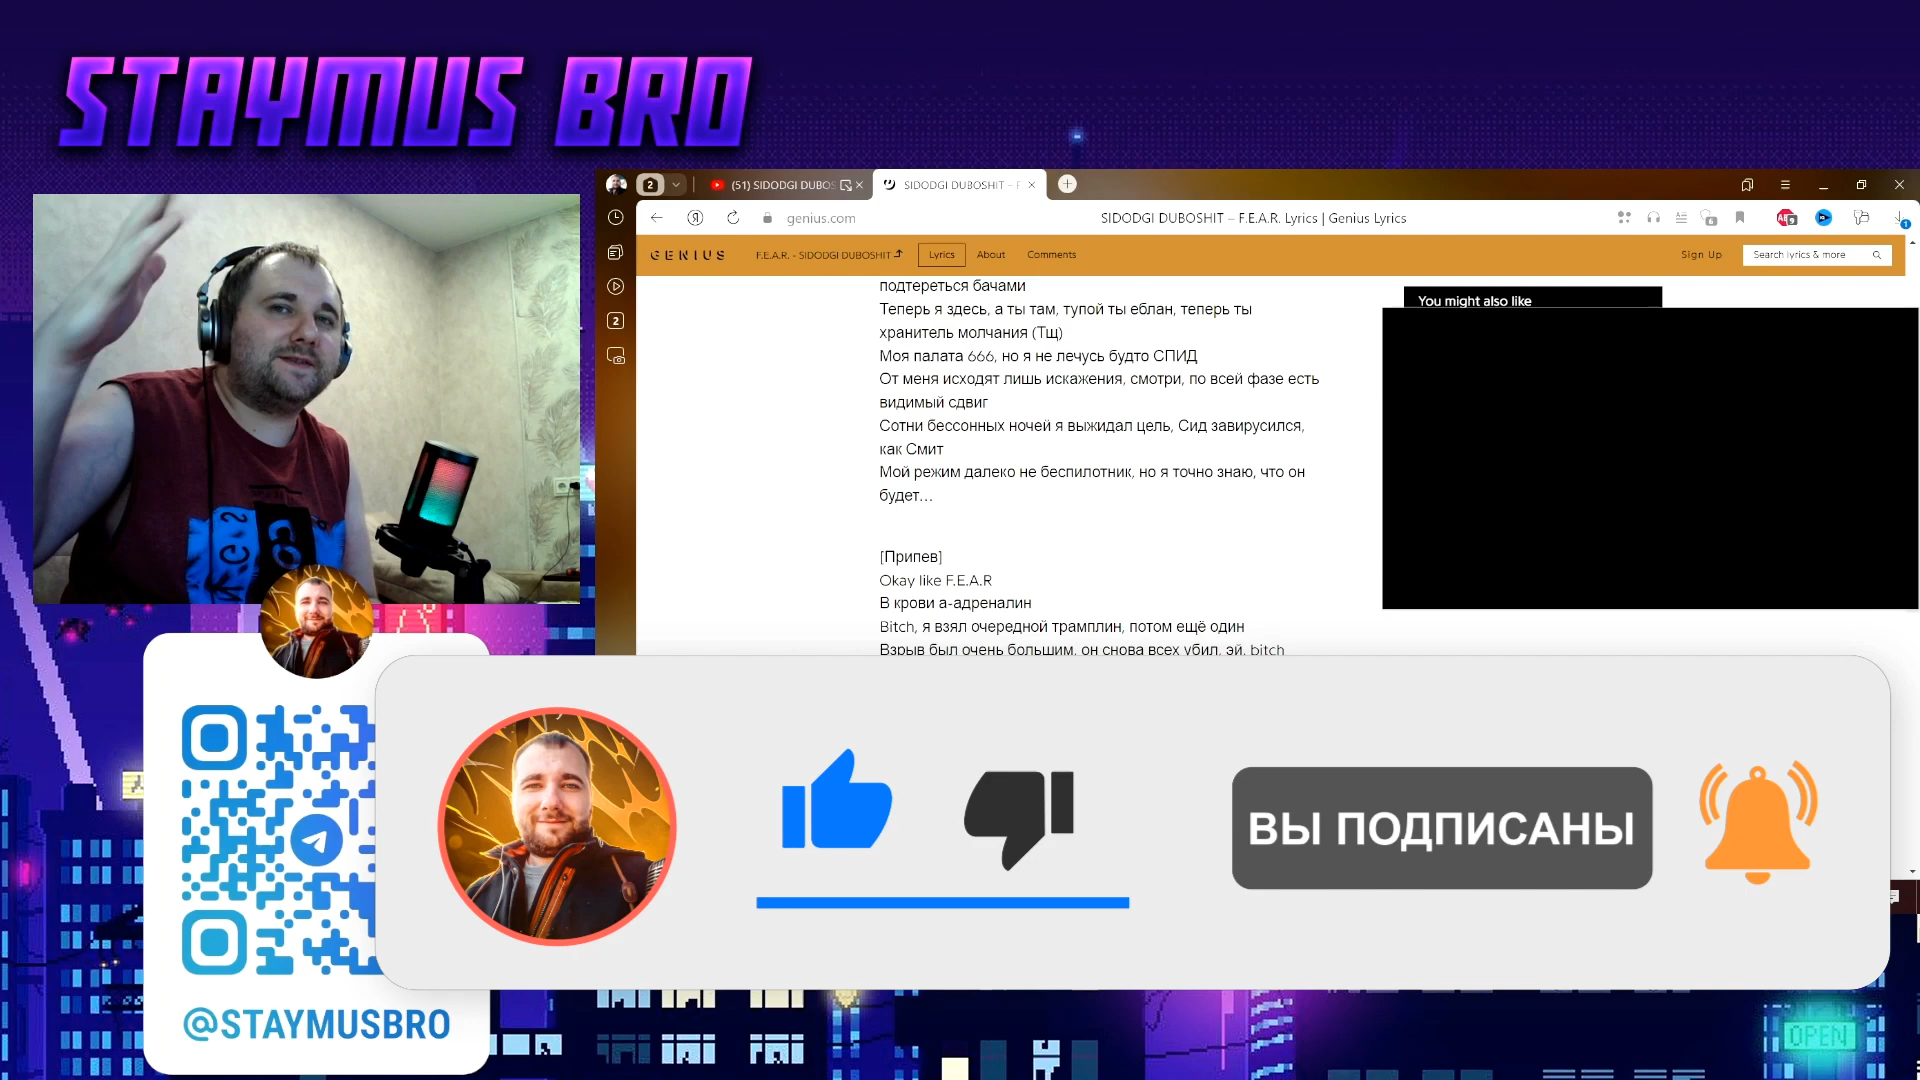 STAYMUS BRO
2
(51) SIDODGI DUBOS
SIDODGI DUBOSHIT – F
genius.com
SIDODGI DUBOSHIT – F.E.A.R. Lyrics | Genius Lyrics
GENIUS
F.E.A.R. - SIDODGI DUBOSHIT
Lyrics
About
Comments
Sign Up
Search lyrics & more
2
подтереться бачами
Теперь я здесь, а ты там, тупой ты еблан, теперь ты
хранитель молчания (Тщ)
Моя палата 666, но я не лечусь будто СПИД
От меня исходят лишь искажения, смотри, по всей фазе есть
видимый сдвиг
Сотни бессонных ночей я выжидал цель, Сид завирусился,
как Смит
Мой режим далеко не беспилотник, но я точно знаю, что он
будет...
[Припев]
Okay like F.E.A.R
В крови а-адреналин
Bitch, я взял очередной трамплин, потом ещё один
Взрыв был очень большим, он снова всех убил, эй, bitch
You might also like
ВЫ ПОДПИСАНЫ
@STAYMUSBRO
OPEN